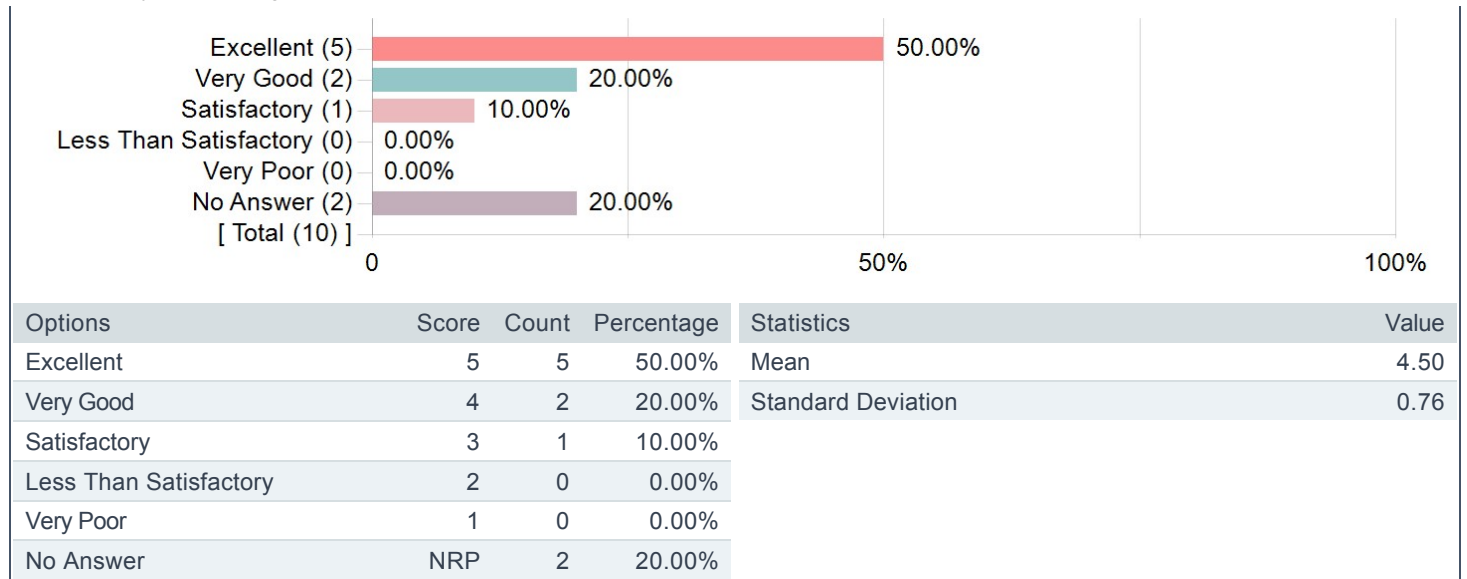 Excellent (5) 50.00%
Very Good (2) 20.00%
Satisfactory (1) 10.00%
Less Than Satisfactory (0) 0.00%
Very Poor (0) 0.00%
No Answer (2) 20.00%
[ Total (10) ]
0 50% 100%
Options Score Count Percentage
Excellent 5 5 50.00%
Very Good 4 2 20.00%
Satisfactory 3 1 10.00%
Less Than Satisfactory 2 0 0.00%
Very Poor 1 0 0.00%
No Answer NRP 2 20.00%
Statistics Value
Mean 4.50
Standard Deviation 0.76